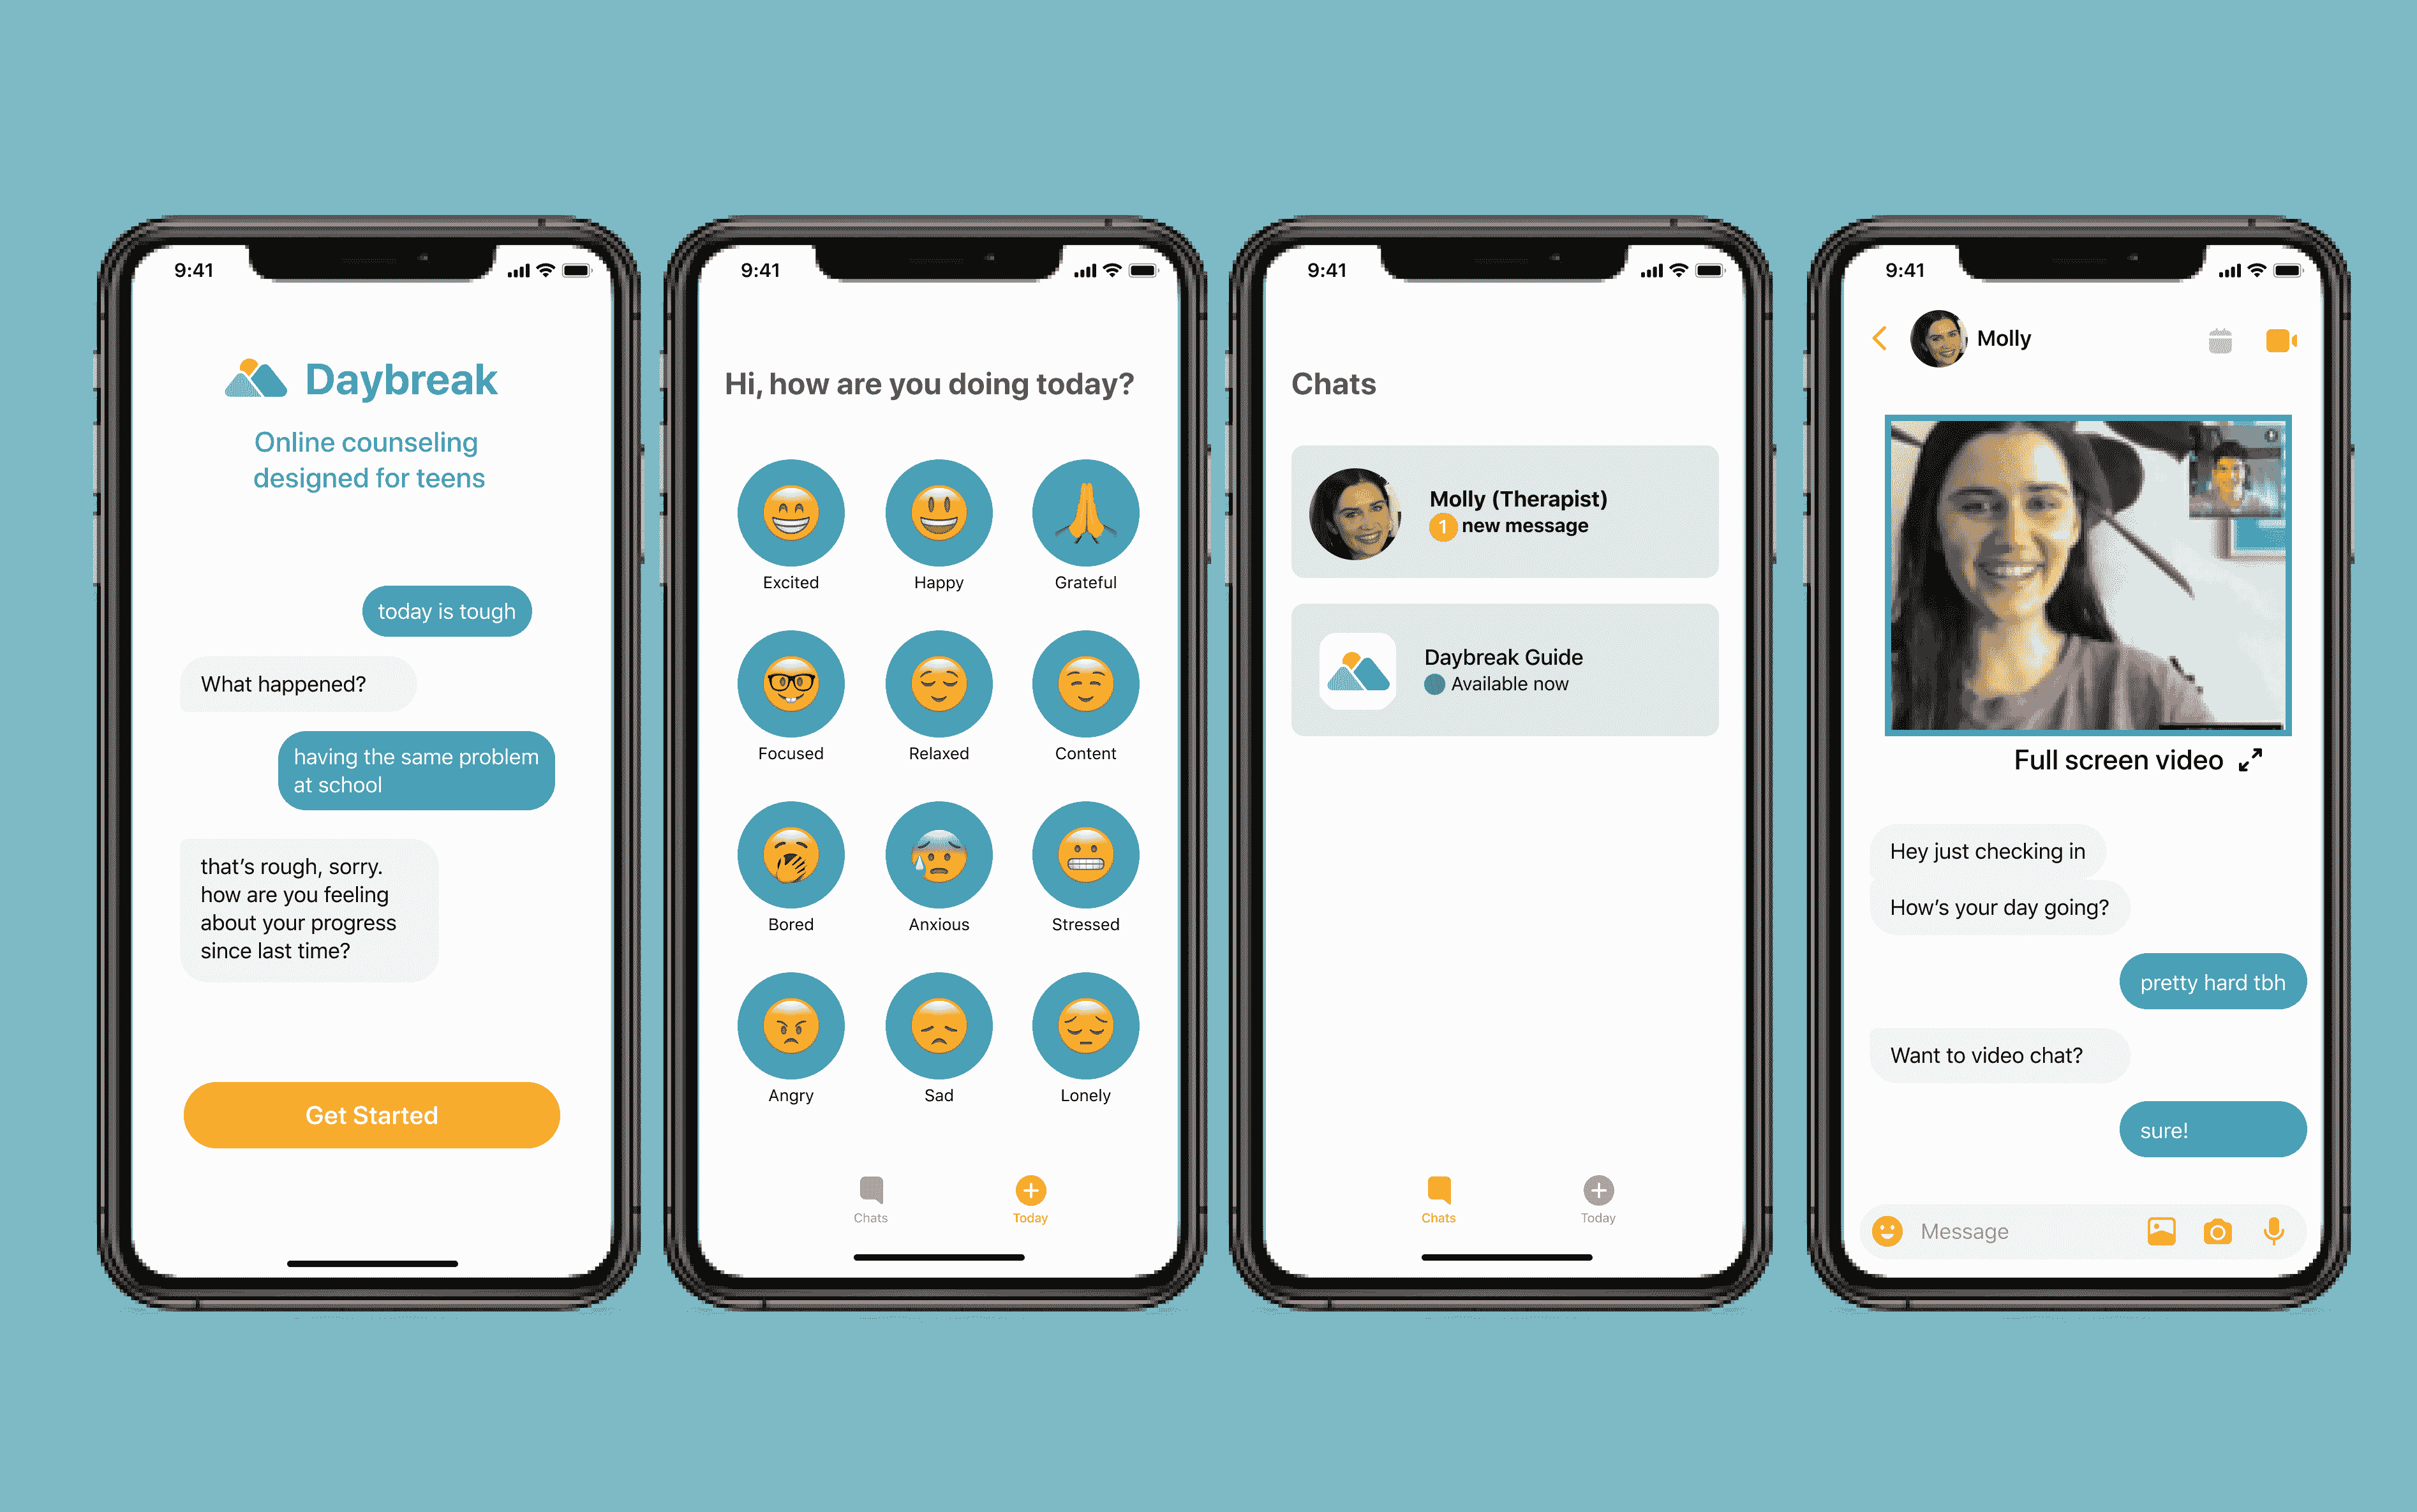 9:41
Daybreak
Online counseling
designed for teens
today is tough
What happened?
having the same problem
at school
that’s rough, sorry.
how are you feeling
about your progress
since last time?
Get Started
9:41
Hi, how are you doing today?
Excited
Happy
Grateful
Focused
Relaxed
Content
Bored
Anxious
Stressed
Angry
Sad
Lonely
Chats
Today
9:41
Chats
Molly (Therapist)
1 new message
Daybreak Guide
Available now
Chats
Today
9:41
Molly
Full screen video
Hey just checking in
How’s your day going?
pretty hard tbh
Want to video chat?
sure!
Message